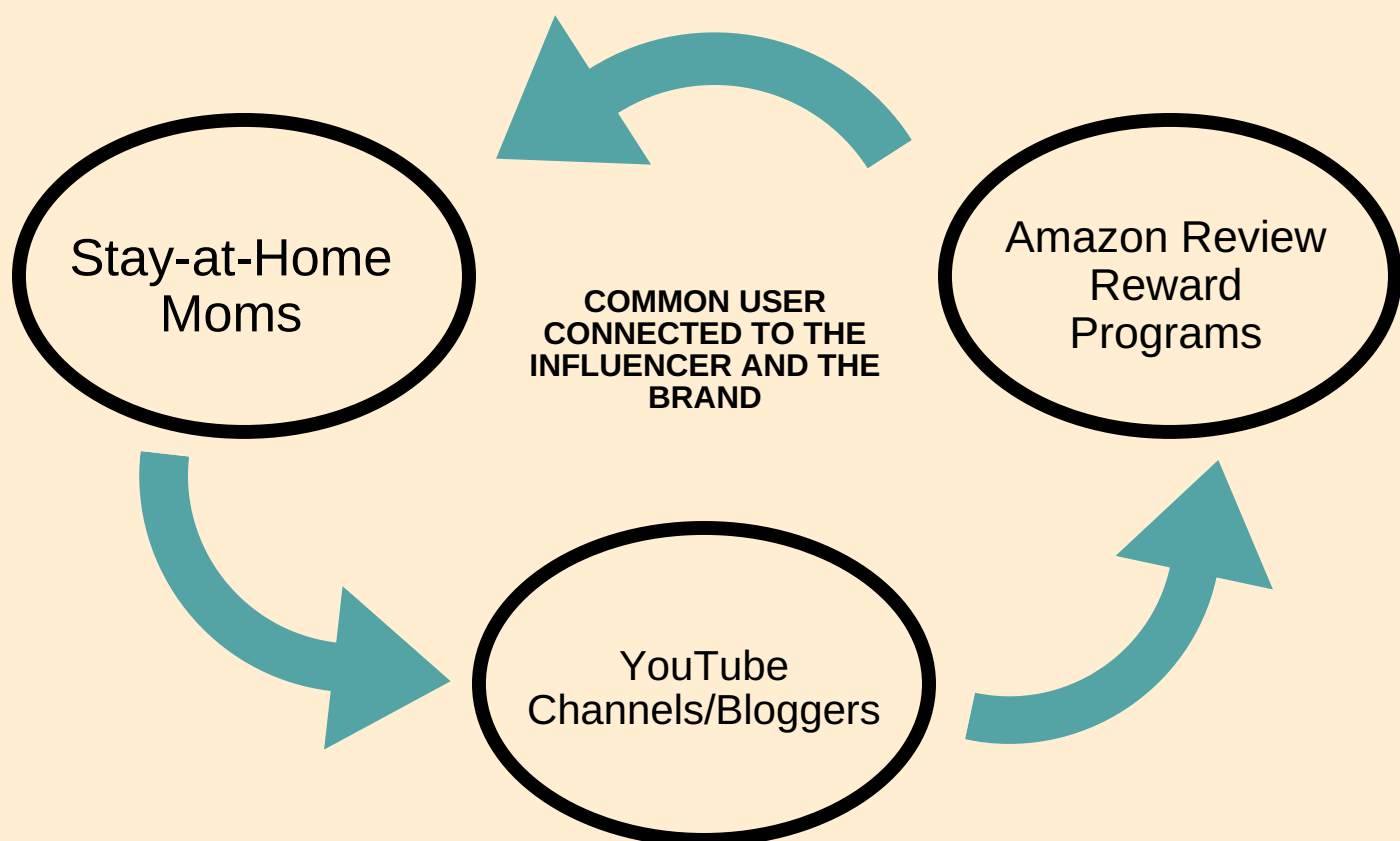 Stay-at-Home
Moms
COMMON USER
CONNECTED TO THE
INFLUENCER AND THE
BRAND
Amazon Review
Reward
Programs
YouTube
Channels/Bloggers